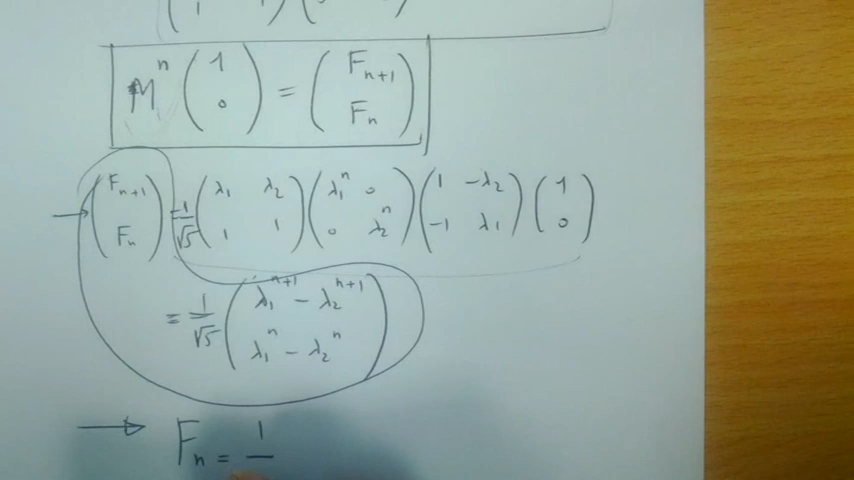 M^n (1 0) = (F_{n+1} F_n)
→ (F_{n+1} F_n) = 1/√5 (λ₁ λ₂ 1 1) (λ₁^n 0 0 λ₂^n) (1 -λ₂ -1 λ₁) (1 0)
= 1/√5 (λ₁^{n+1} - λ₂^{n+1} λ₁^n - λ₂^n)
→ F_n = 1